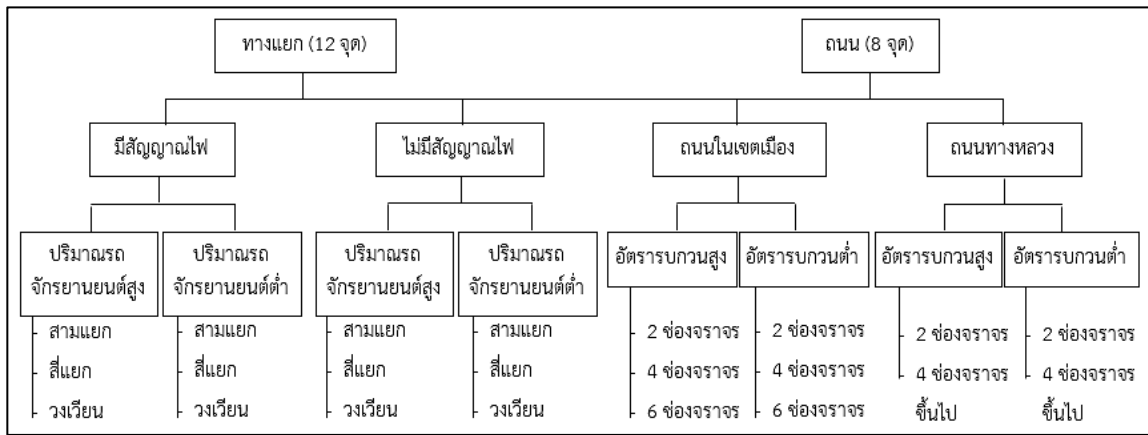 ทางแยก (12 จุด)
ถนน (8 จุด)
มีสัญญาณไฟ
ไม่มีสัญญาณไฟ
ถนนในเขตเมือง
ถนนทางหลวง
ปริมาณรถ
จักรยานยนต์สูง
ปริมาณรถ
จักรยานยนต์ต่ำ
ปริมาณรถ
จักรยานยนต์สูง
ปริมาณรถ
จักรยานยนต์ต่ำ
อัตรารบกวนสูง
อัตรารบกวนต่ำ
อัตรารบกวนสูง
อัตรารบกวนต่ำ
- สามแยก
- สี่แยก
- วงเวียน
- สามแยก
- สี่แยก
- วงเวียน
- สามแยก
- สี่แยก
- วงเวียน
- สามแยก
- สี่แยก
- วงเวียน
- 2 ช่องจราจร
- 4 ช่องจราจร
- 6 ช่องจราจร
- 2 ช่องจราจร
- 4 ช่องจราจร
- 6 ช่องจราจร
- 2 ช่องจราจร
- 4 ช่องจราจร
ขึ้นไป
- 2 ช่องจราจร
- 4 ช่องจราจร
ขึ้นไป